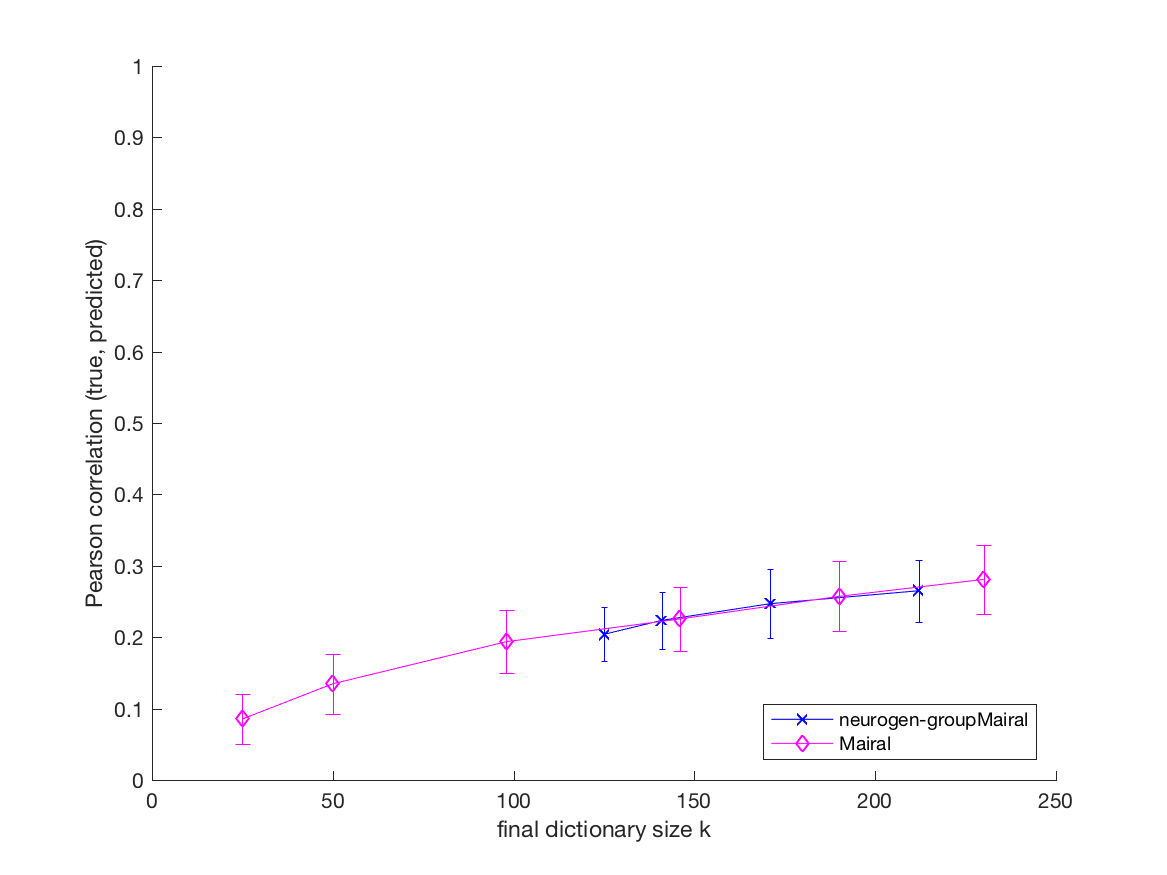 1
0.9
0.8
0.7
0.6
0.5
0.4
0.3
0.2
0.1
0
Pearson correlation (true, predicted)
neurogen-groupMairal
Mairal
0 50 100 150 200 250
final dictionary size k